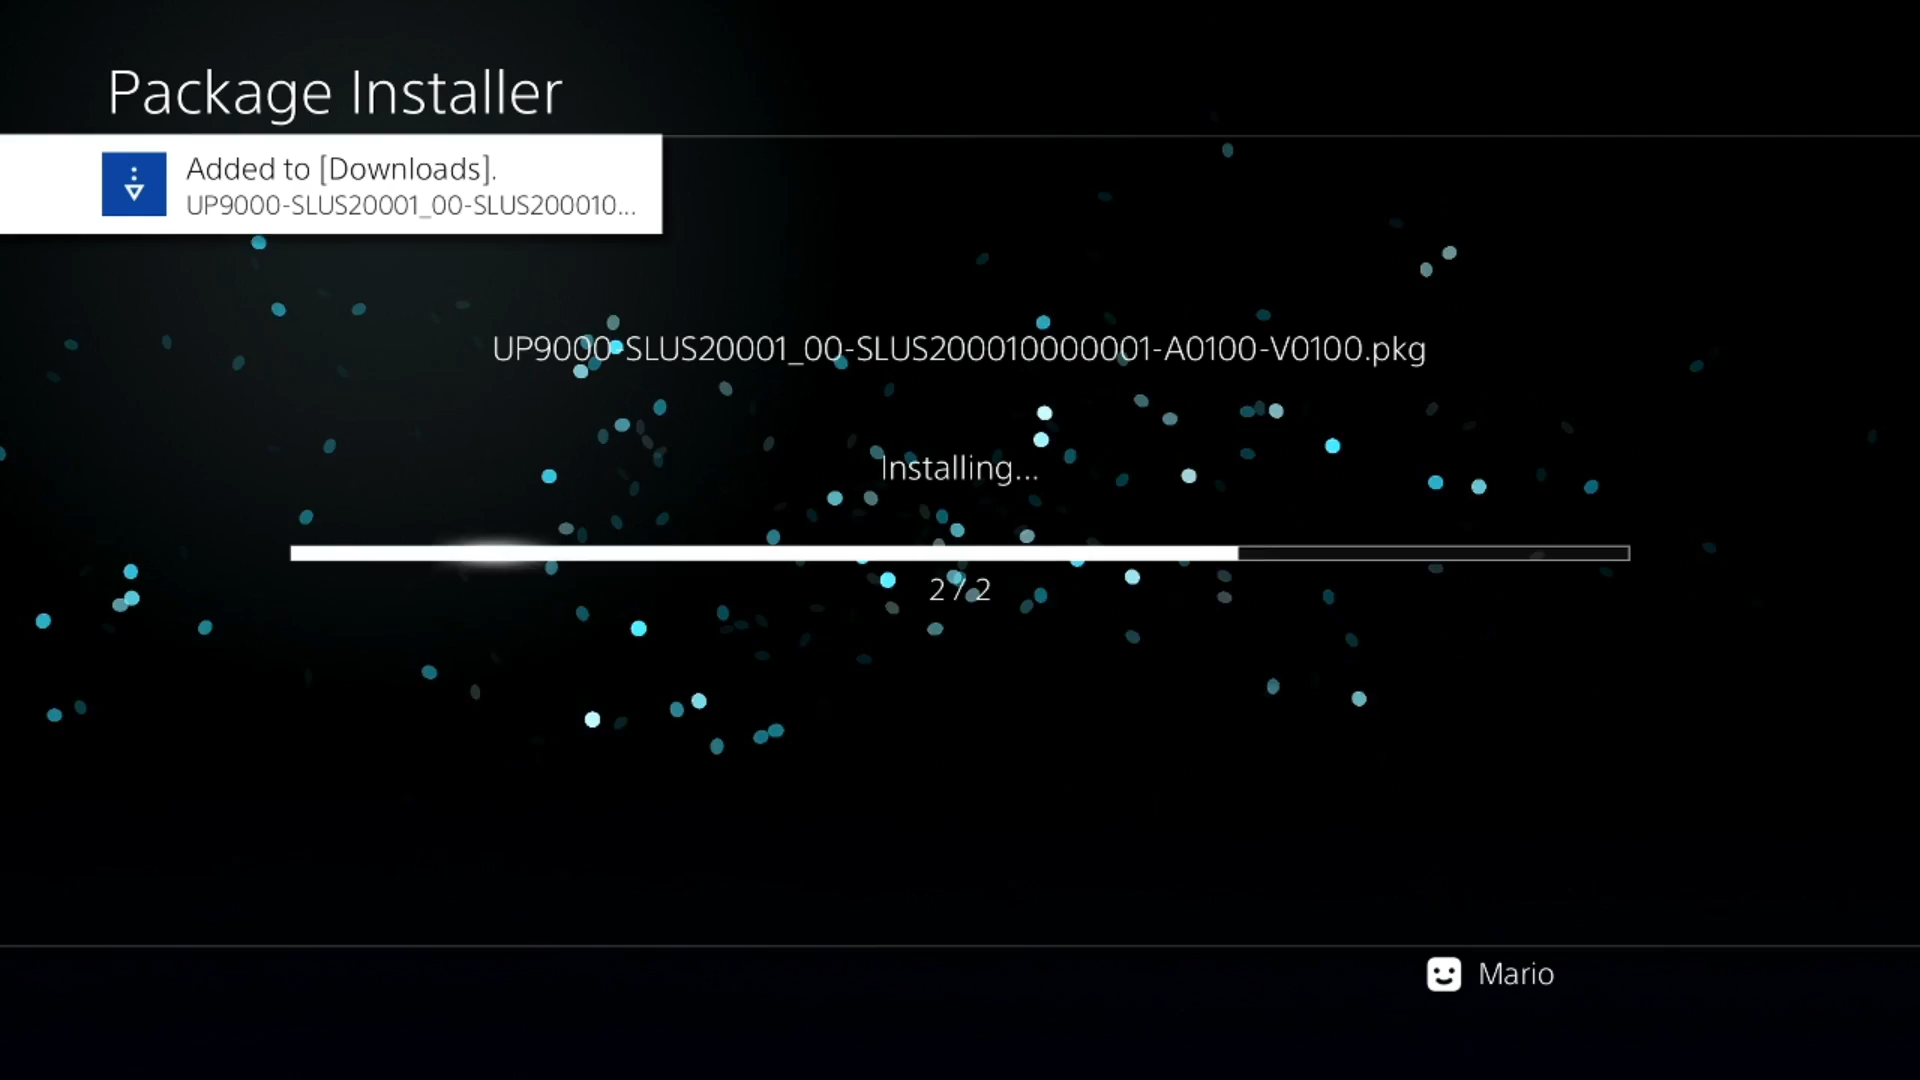 Package Installer
Added to [Downloads].
UP9000-SLUS20001_00-SLUS200010...
UP9000-SLUS20001_00-SLUS200010000001-A0100-V0100.pkg
Installing...
2 / 2
Mario